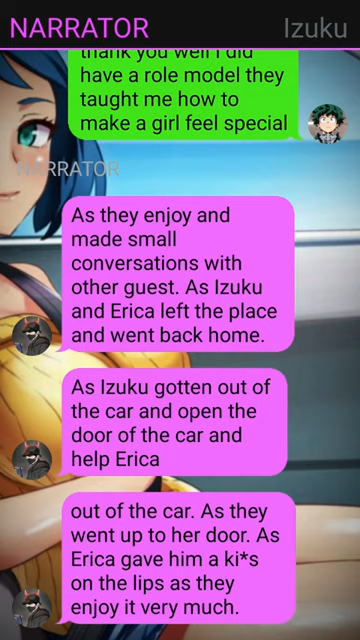 NARRATOR Izuku
thank you well I did
have a role model they
taught me how to
make a girl feel special
NARRATOR
As they enjoy and
made small
conversations with
other guest. As Izuku
and Erica left the place
and went back home.
As Izuku gotten out of
the car and open the
door of the car and
help Erica
out of the car. As they
went up to her door. As
Erica gave him a ki*s
on the lips as they
enjoy it very much.